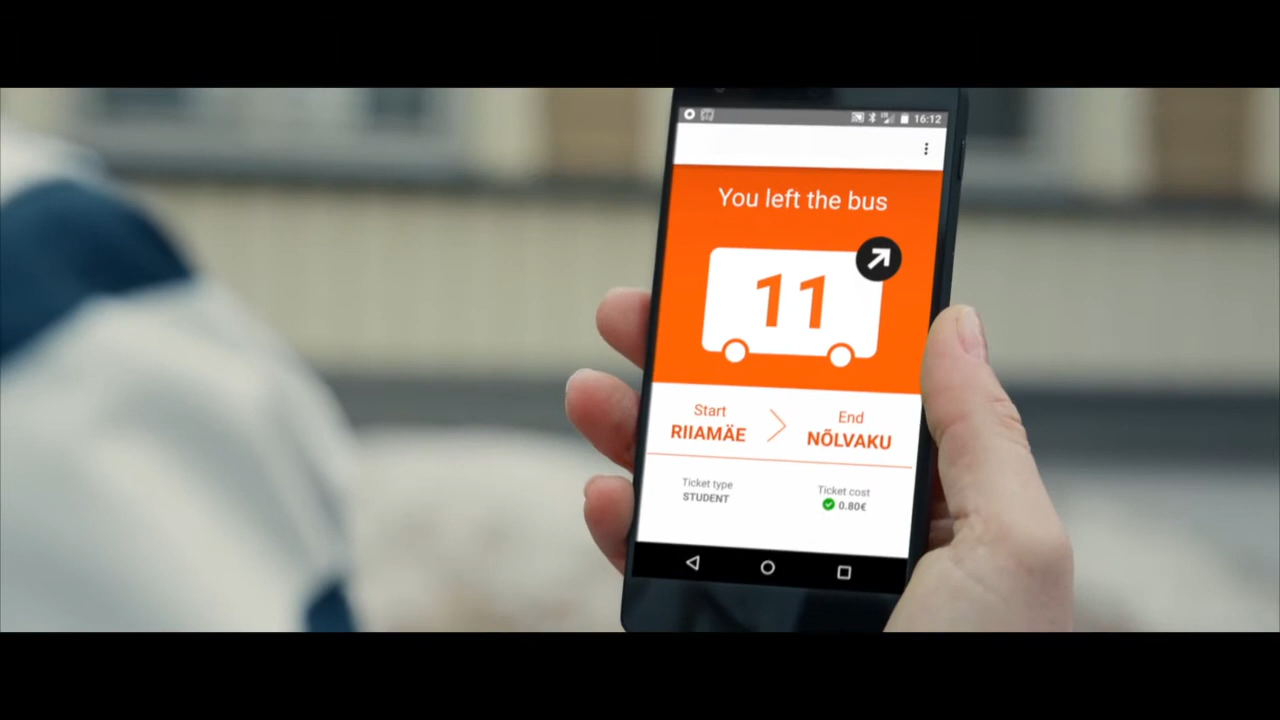 16:12
You left the bus
11
Start
RIIAMÄE
End
NÕLVAKU
Ticket type
STUDENT
Ticket cost
0.80€